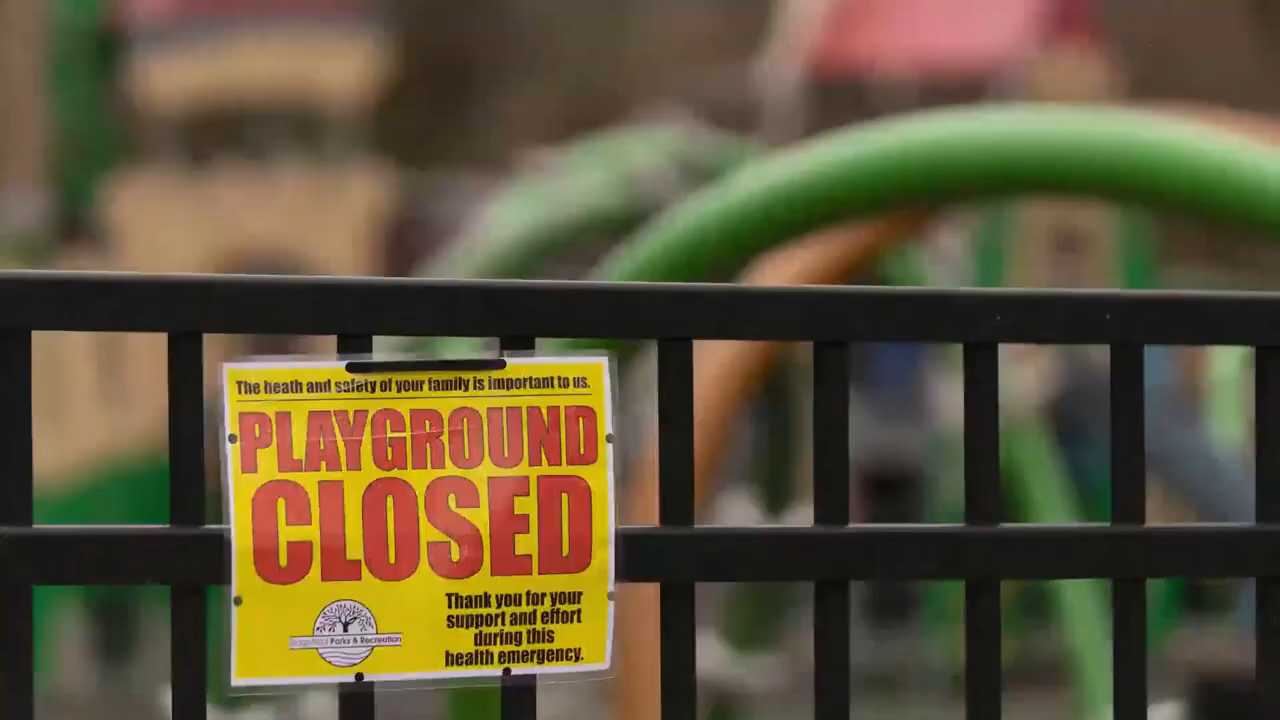 The heath and safety of your family is important to us.
PLAYGROUND
CLOSED
Parks & Recreation
Thank you for your
support and effort
during this
health emergency.